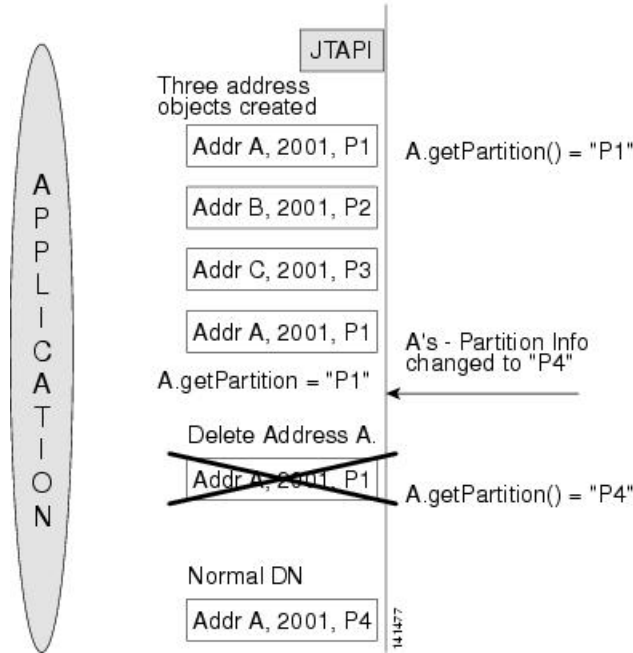 JTAPI
Three address
objects created
Addr A, 2001, P1
A.getPartition() = "P1"
Addr B, 2001, P2
Addr C, 2001, P3
Addr A, 2001, P1
A's - Partition Info
changed to "P4"
A.getPartition = "P1"
Delete Address A.
Addr A, 2001, P1
A.getPartition() = "P4"
Normal DN
Addr A, 2001, P4
141477
APPLICATION